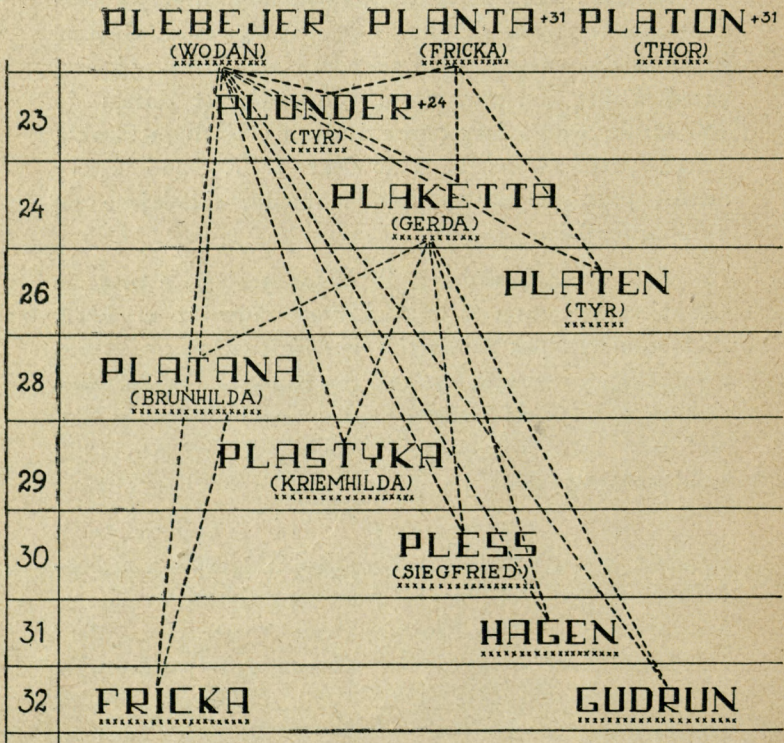 PLEBEJER PLANTA+31 PLATON+31
(WODAN) (FRICKA) (THOR)
23 PLUNDER+24
(TYR)
24 PLAKETTA
(GERDA)
26 PLATEN
(TYR)
28 PLATANA
(BRUNHILDA)
29 PLASTYKA
(KRIEMHILDA)
30 PLESS
(SIEGFRIED)
31 HAGEN
32 FRICKA GUDRUN